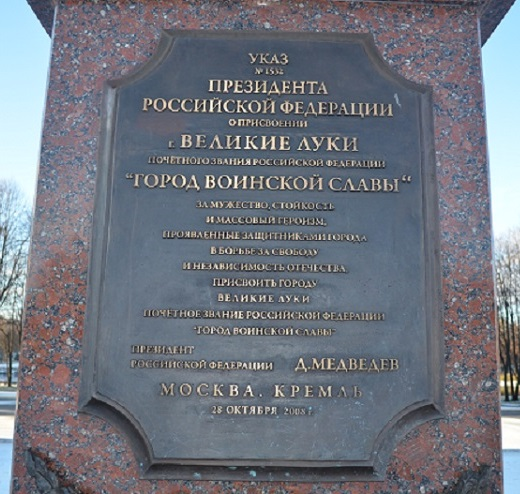 УКАЗ
№ 1532
ПРЕЗИДЕНТА
РОССИЙСКОЙ ФЕДЕРАЦИИ
О ПРИСВОЕНИИ
г. ВЕЛИКИЕ ЛУКИ
ПОЧЕТНОГО ЗВАНИЯ РОССИЙСКОЙ ФЕДЕРАЦИИ
"ГОРОД ВОИНСКОЙ СЛАВЫ"
ЗА МУЖЕСТВО, СТОЙКОСТЬ
И МАССОВЫЙ ГЕРОИЗМ,
ПРОЯВЛЕННЫЕ ЗАЩИТНИКАМИ ГОРОДА
В БОРЬБЕ ЗА СВОБОДУ
И НЕЗАВИСИМОСТЬ ОТЕЧЕСТВА,
ПРИСВОИТЬ ГОРОДУ
ВЕЛИКИЕ ЛУКИ
ПОЧЕТНОЕ ЗВАНИЕ РОССИЙСКОЙ ФЕДЕРАЦИИ
"ГОРОД ВОИНСКОЙ СЛАВЫ"
ПРЕЗИДЕНТ
РОССИЙСКОЙ ФЕДЕРАЦИИ Д.МЕДВЕДЕВ
МОСКВА, КРЕМЛЬ
28 ОКТЯБРЯ 2008 г.